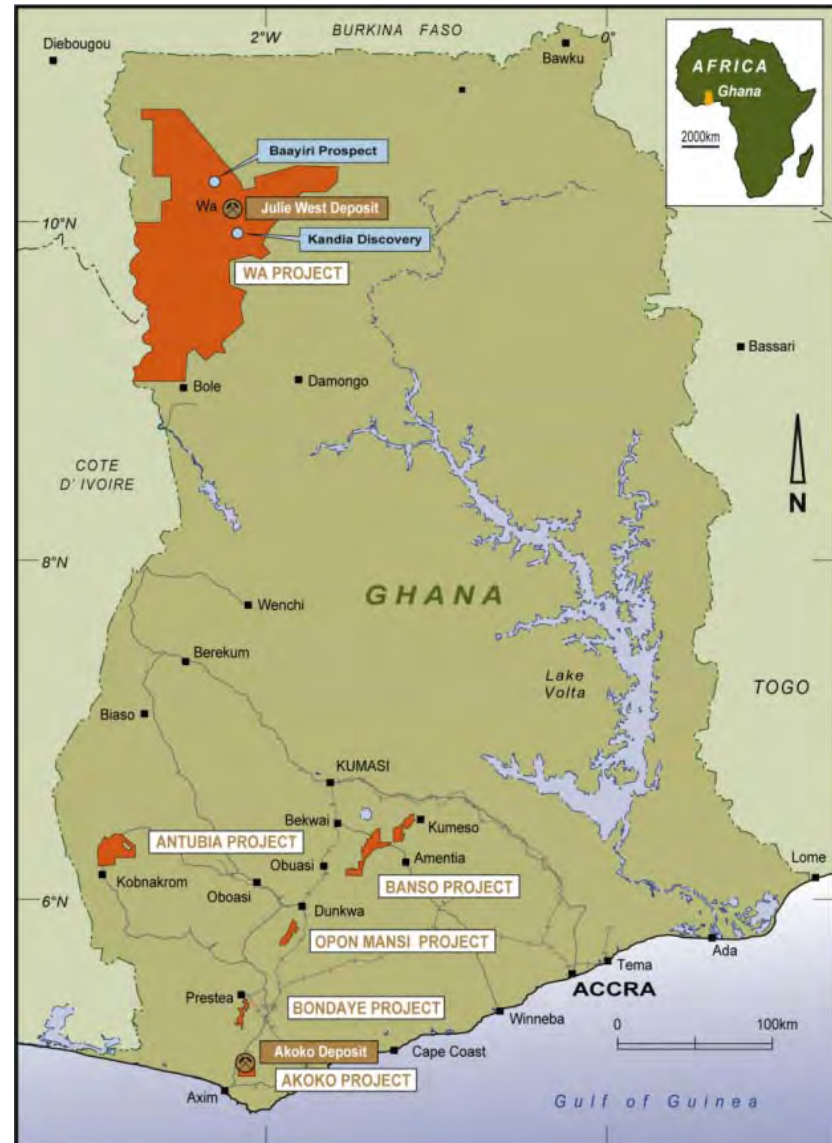 BURKINA FASO
2°W
0°
Diebougou
Bawku
AFRICA
Ghana
2000km
Baayiri Prospect
Wa
Julie West Deposit
10°N
Kandia Discovery
WA PROJECT
Bassari
Bole
Damongo
COTE
D' IVOIRE
N
8°N
GHANA
Wenchi
Berekum
Lake
Volta
TOGO
Biaso
KUMASI
Bekwai
Kumeso
ANTUBIA PROJECT
Obuasi
Amentia
Lome
Kobnakrom
Oboasi
BANSO PROJECT
6°N
Dunkwa
OPON MANSI PROJECT
Ada
Tema
Prestea
ACCRA
BONDAYE PROJECT
Winneba
0
100km
Akoko Deposit
Cape Coast
AKOKO PROJECT
Axim
Gulf of Guinea